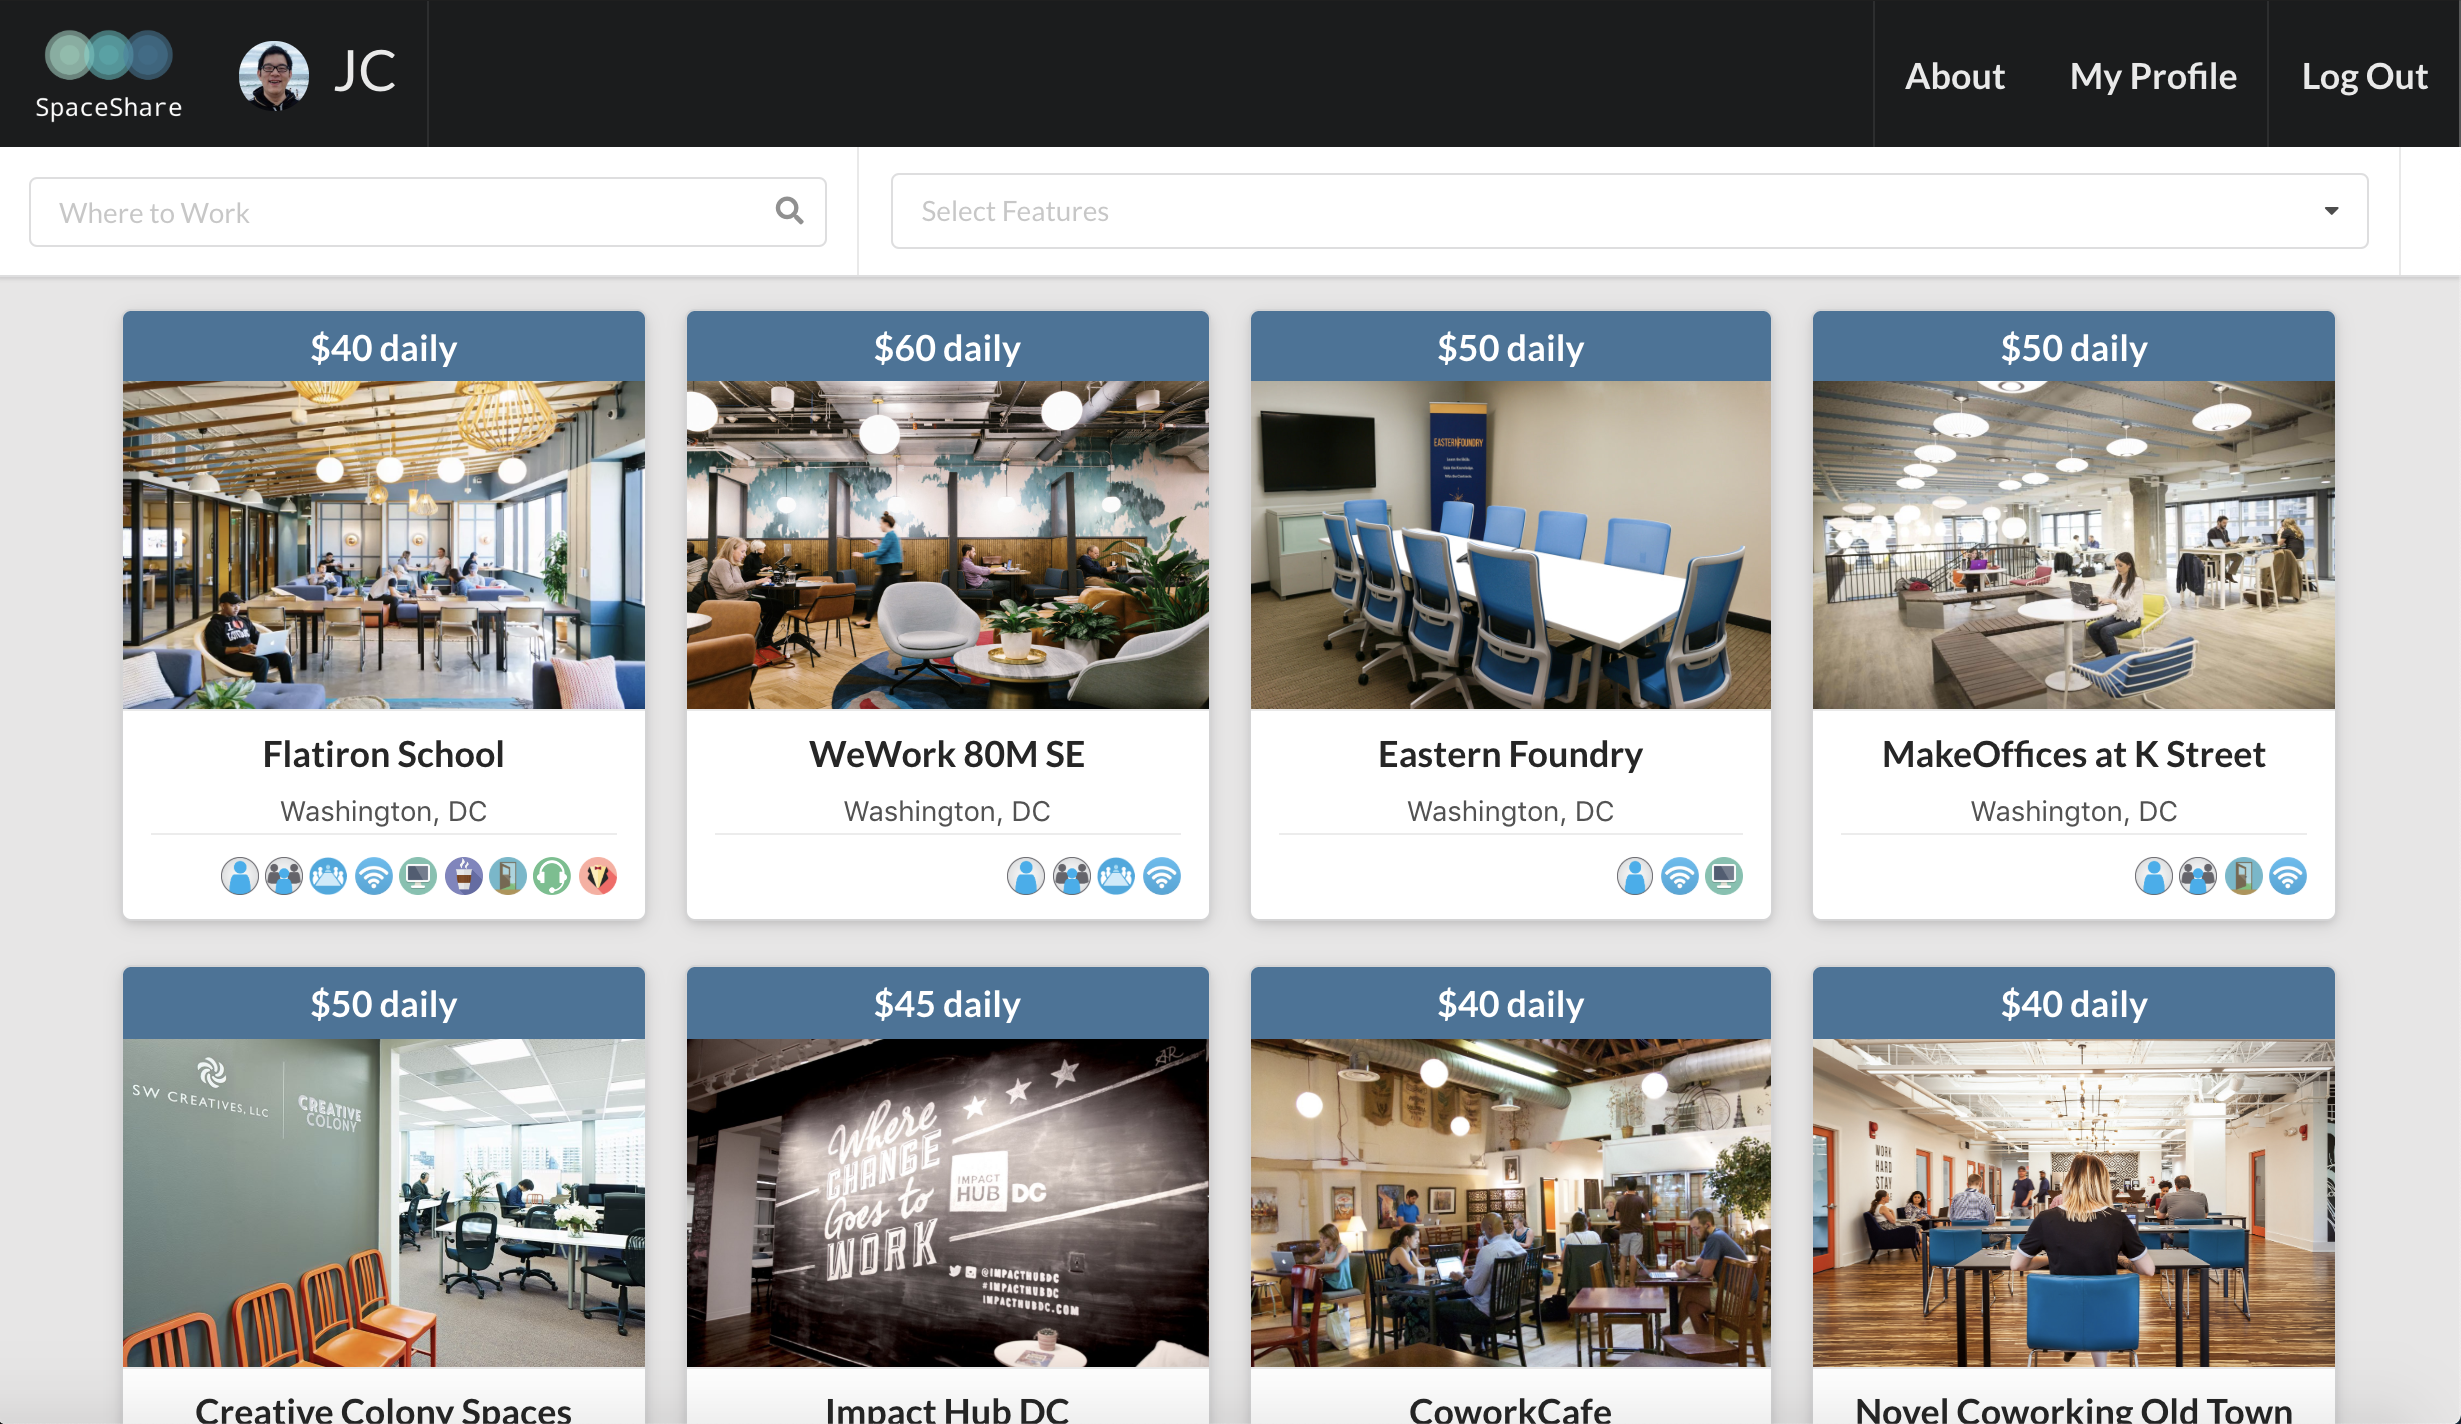 SpaceShare
JC
About
My Profile
Log Out
Where to Work
Select Features
$40 daily
$60 daily
$50 daily
$50 daily
EASTERN FOUNDRY
Flatiron School
WeWork 80M SE
Eastern Foundry
MakeOffices at K Street
Washington, DC
Washington, DC
Washington, DC
Washington, DC
$50 daily
$45 daily
$40 daily
$40 daily
SW CREATIVES, LLC
CREATIVE
COLONY
AR
Where
CHANGE
Goes to
WORK
IMPACT
HUB DC
@IMPACTHUBDC
#IMPACTHUBDC
IMPACTHUBDC.COM
WORK
HARD
STAY
Creative Colony Spaces
Impact Hub DC
CoworkCafe
Novel Coworking Old Town